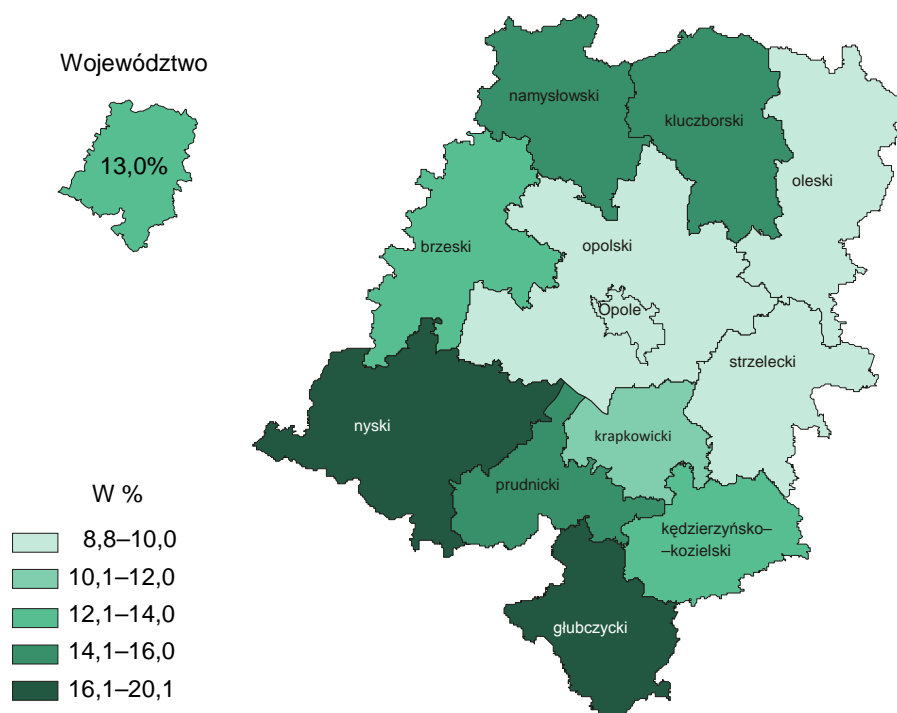 Województwo
13,0%
namysłowski
kluczborski
oleski
brzeski
opolski
Opole
strzelecki
nyski
krapkowicki
prudnicki
kędzierzyńsko–
–kozielski
głubczycki
W %
8,8–10,0
10,1–12,0
12,1–14,0
14,1–16,0
16,1–20,1